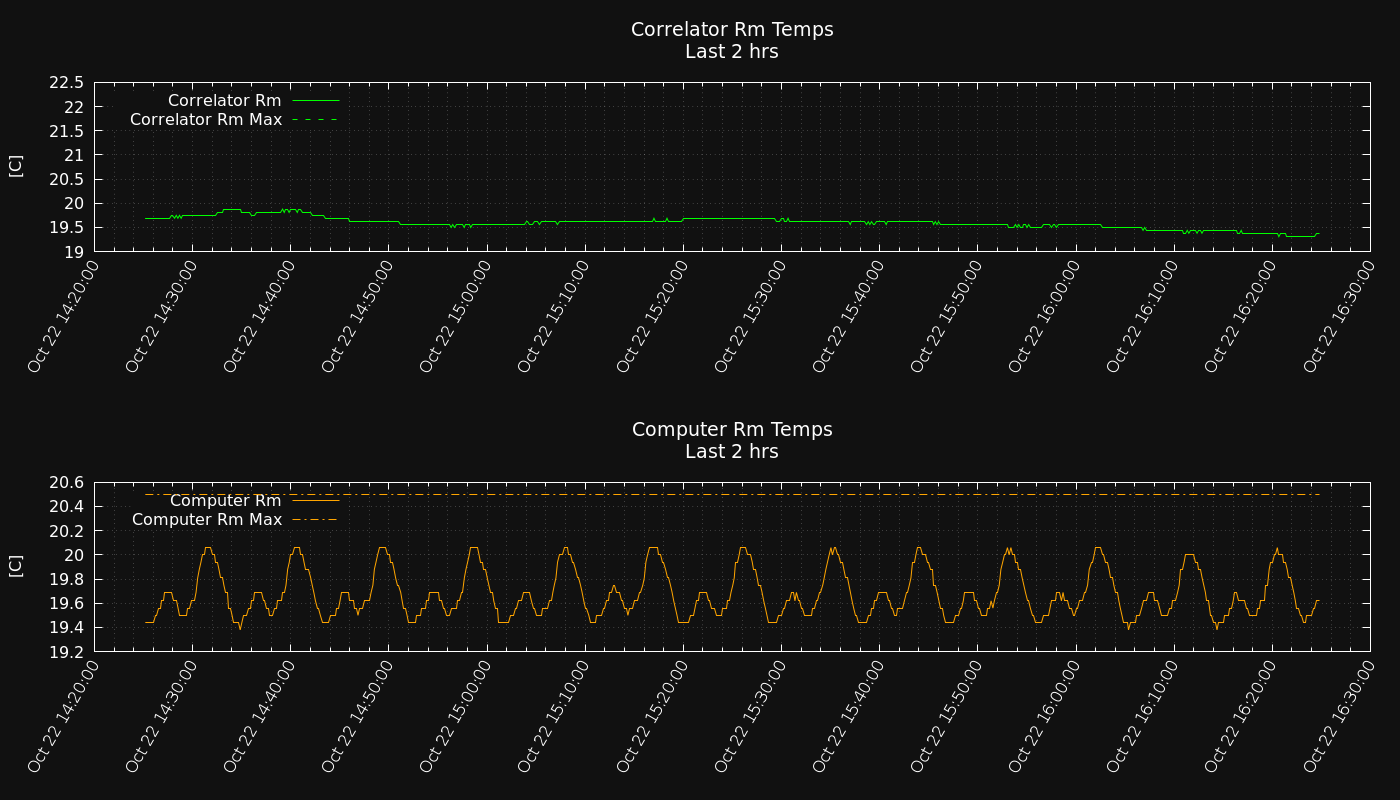 Correlator Rm Temps
Last 2 hrs
22.5
22
21.5
21
20.5
20
19.5
19
[C]
Correlator Rm
Correlator Rm Max
Oct 22 14:20:00
Oct 22 14:30:00
Oct 22 14:40:00
Oct 22 14:50:00
Oct 22 15:00:00
Oct 22 15:10:00
Oct 22 15:20:00
Oct 22 15:30:00
Oct 22 15:40:00
Oct 22 15:50:00
Oct 22 16:00:00
Oct 22 16:10:00
Oct 22 16:20:00
Oct 22 16:30:00
Computer Rm Temps
Last 2 hrs
20.6
20.4
20.2
20
19.8
19.6
19.4
19.2
[C]
Computer Rm
Computer Rm Max
Oct 22 14:20:00
Oct 22 14:30:00
Oct 22 14:40:00
Oct 22 14:50:00
Oct 22 15:00:00
Oct 22 15:10:00
Oct 22 15:20:00
Oct 22 15:30:00
Oct 22 15:40:00
Oct 22 15:50:00
Oct 22 16:00:00
Oct 22 16:10:00
Oct 22 16:20:00
Oct 22 16:30:00